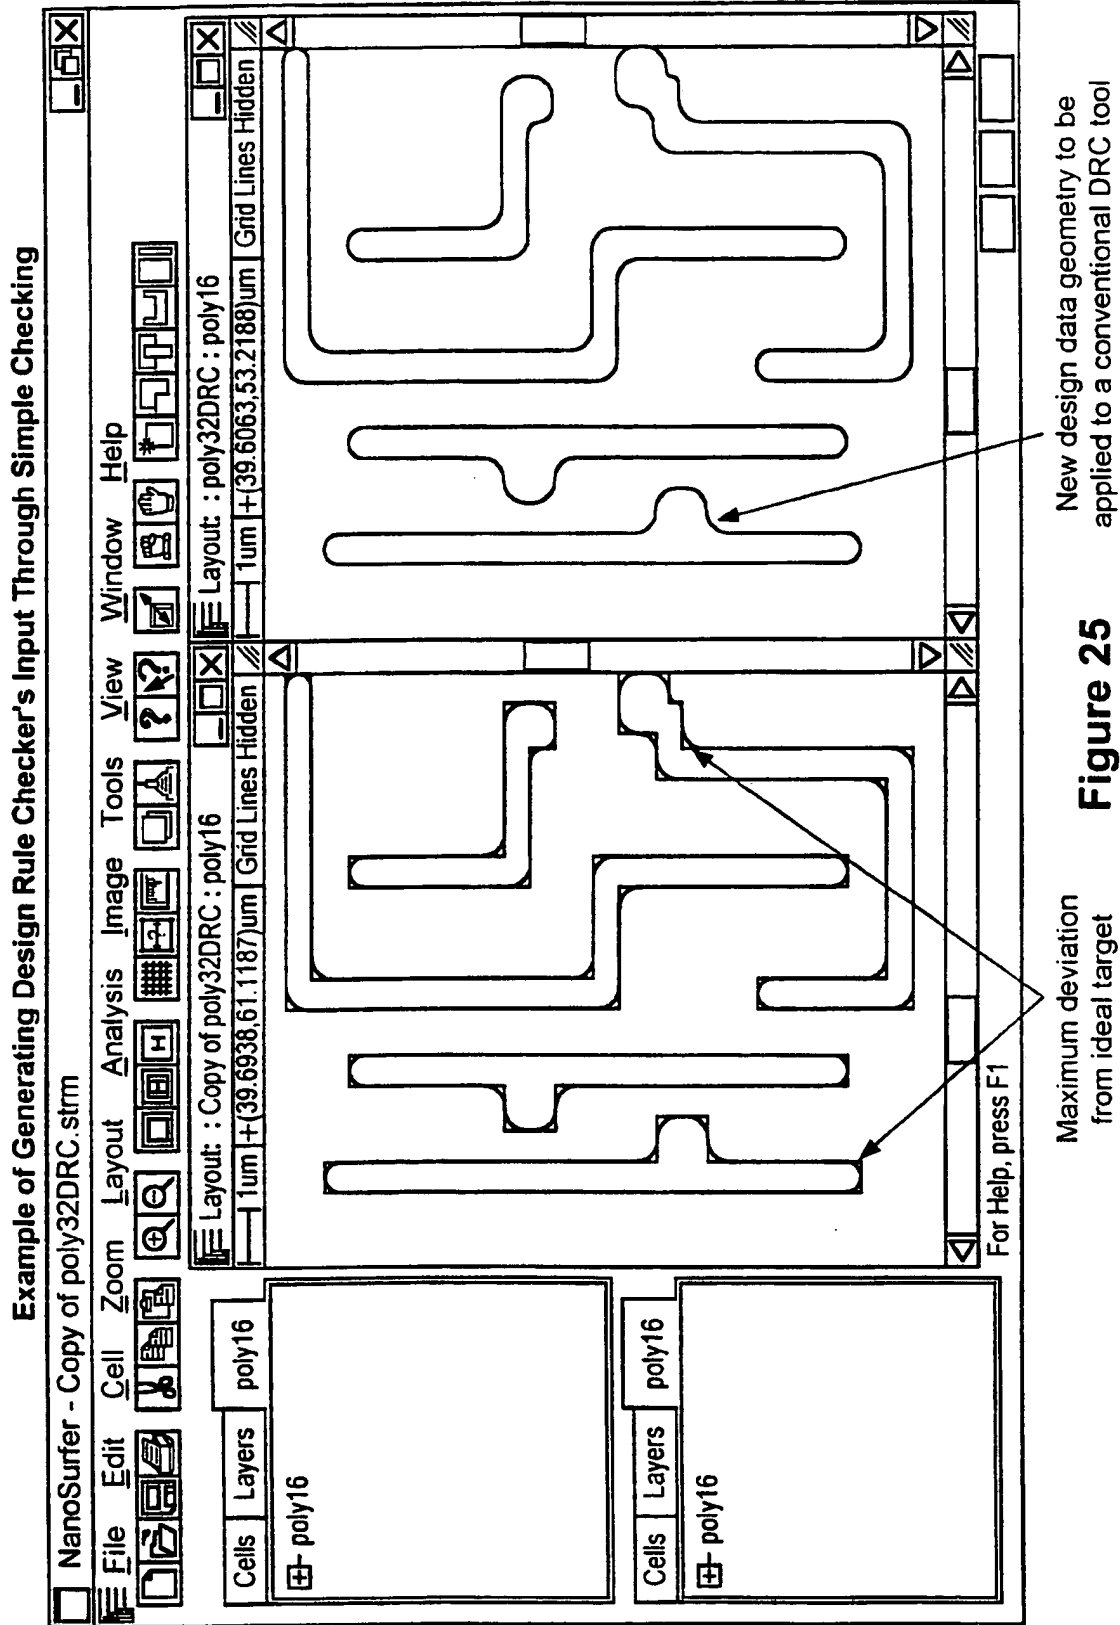 Example of Generating Design Rule Checker's Input Through Simple Checking
NanoSurfer - Copy of poly32DRC.strm
File Edit Cell Zoom Layout Analysis Image Tools View Window Help
Cells Layers poly16
poly16
Cells Layers poly16
poly16
Layout: : Copy of poly32DRC : poly16
1um +(39.6938,61.1187)um Grid Lines Hidden
Layout: : poly32DRC : poly16
1um +(39.6063,53.2188)um Grid Lines Hidden
For Help, press F1
Maximum deviation
from ideal target
New design data geometry to be
applied to a conventional DRC tool
Figure 25